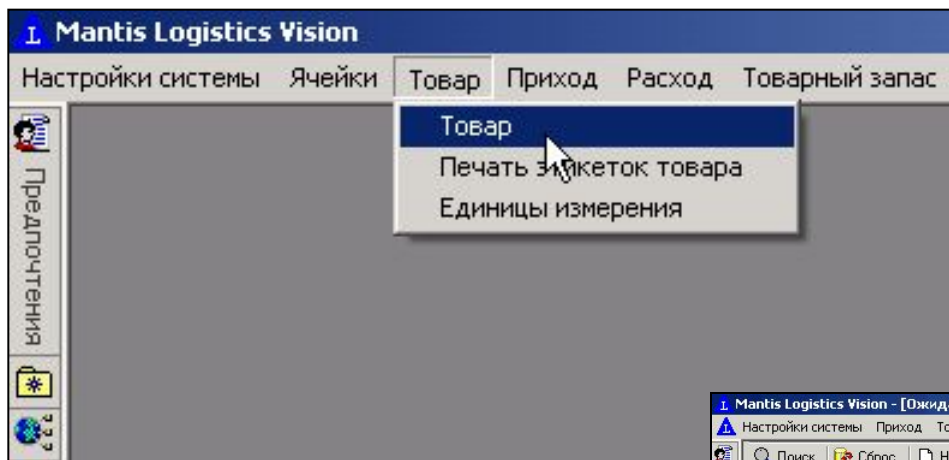 Mantis Logistics Vision
Настройки системы Ячейки Товар Приход Расход Товарный запас
Товар
Печать этикеток товара
Единицы измерения
Предпочтения
Mantis Logistics Vision - [Ожид
Настройки системы Приход То
Поиск Сброс Н